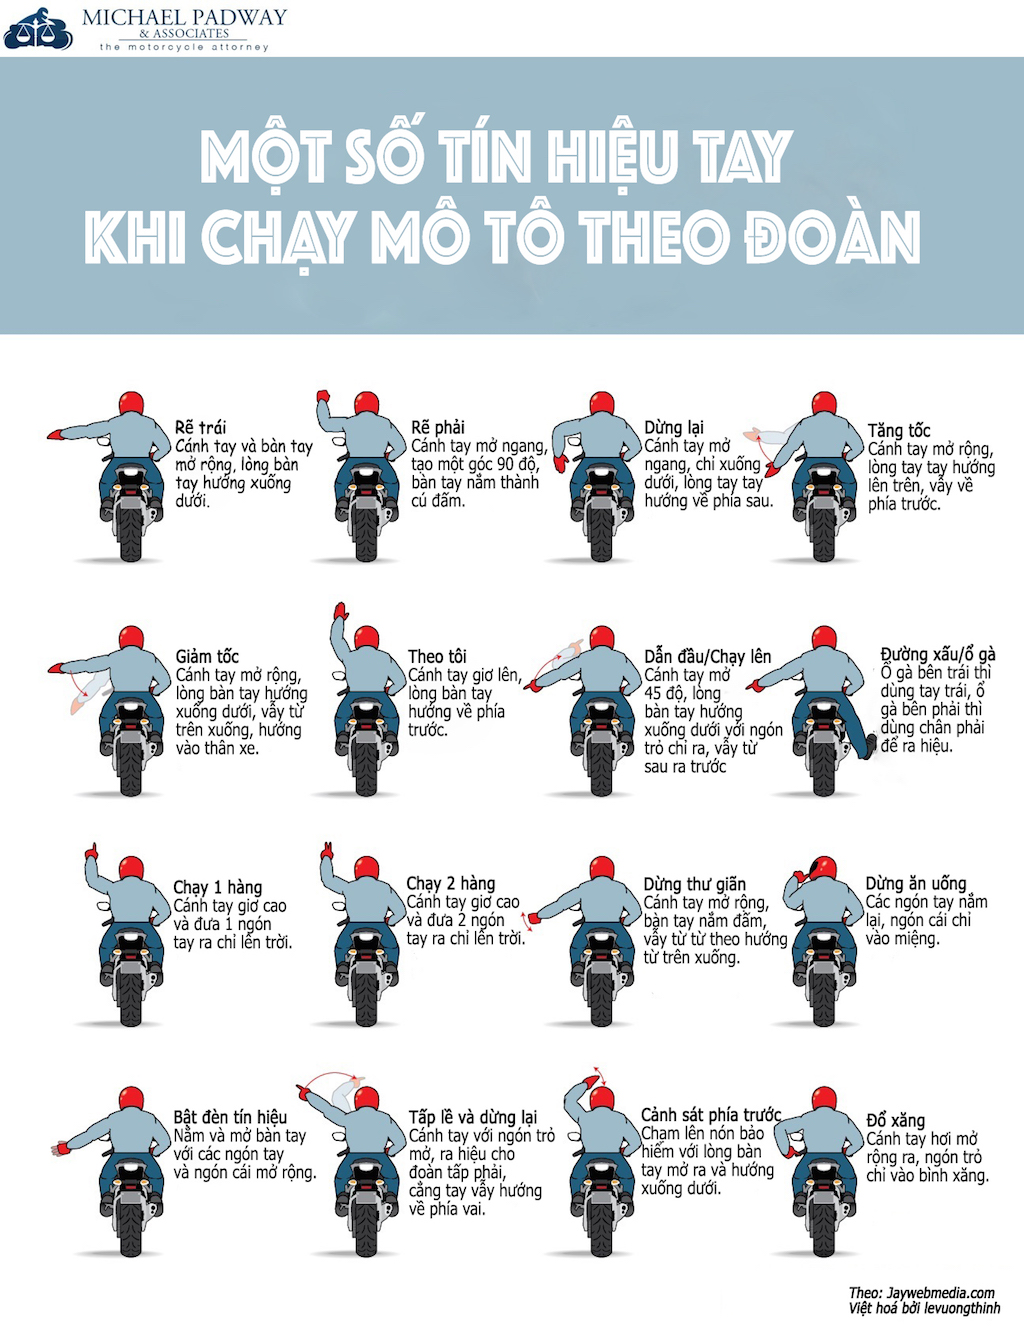 MICHAEL PADWAY
& ASSOCIATES
the motorcycle attorney
MỘT SỐ TÍN HIỆU TAY
KHI CHẠY MÔ TÔ THEO ĐOÀN
Rẽ trái
Cánh tay và bàn tay
mở rộng, lòng bàn
tay hướng xuống
dưới.
Rẽ phải
Cánh tay mở ngang,
tạo một góc 90 độ,
bàn tay nắm thành
cú đấm.
Dừng lại
Cánh tay mở
ngang, chỉ xuống
dưới, lòng tay tay
hướng về phía sau.
Tăng tốc
Cánh tay mở rộng,
lòng tay tay hướng
lên trên, vẫy về
phía trước.
Giảm tốc
Cánh tay mở rộng,
lòng bàn tay hướng
xuống dưới, vẫy từ
trên xuống, hướng
vào thân xe.
Theo tôi
Cánh tay giơ lên,
lòng bàn tay
hướng về phía
trước.
Dẫn đầu/Chạy lên
Cánh tay mở
45 độ, lòng
bàn tay hướng
xuống dưới với ngón
trỏ chỉ ra, vẫy từ
sau ra trước
Đường xấu/ổ gà
Ổ gà bên trái thì
dùng tay trái, ổ
gà bên phải thì
dùng chân phải
để ra hiệu.
Chạy 1 hàng
Cánh tay giơ cao
và đưa 1 ngón
tay ra chỉ lên trời.
Chạy 2 hàng
Cánh tay giơ cao
và đưa 2 ngón
tay ra chỉ lên trời.
Dừng thư giãn
Cánh tay mở rộng,
bàn tay nắm đấm,
vẫy từ từ theo hướng
từ trên xuống.
Dừng ăn uống
Các ngón tay nắm
lại, ngón cái chỉ
vào miệng.
Bật đèn tín hiệu
Nắm và mở bàn tay
với các ngón tay
và ngón cái mở rộng.
Tấp lề và dừng lại
Cánh tay với ngón trỏ
mở, ra hiệu cho
đoàn tấp phải,
cẳng tay vẫy hướng
về phía vai.
Cảnh sát phía trước
Chạm lên nón bảo
hiểm với lòng bàn
tay mở ra và hướng
xuống dưới.
Đổ xăng
Cánh tay hơi mở
rộng ra, ngón trỏ
chỉ vào bình xăng.
Theo: Jaywebmedia.com
Việt hoá bởi levuongthinh